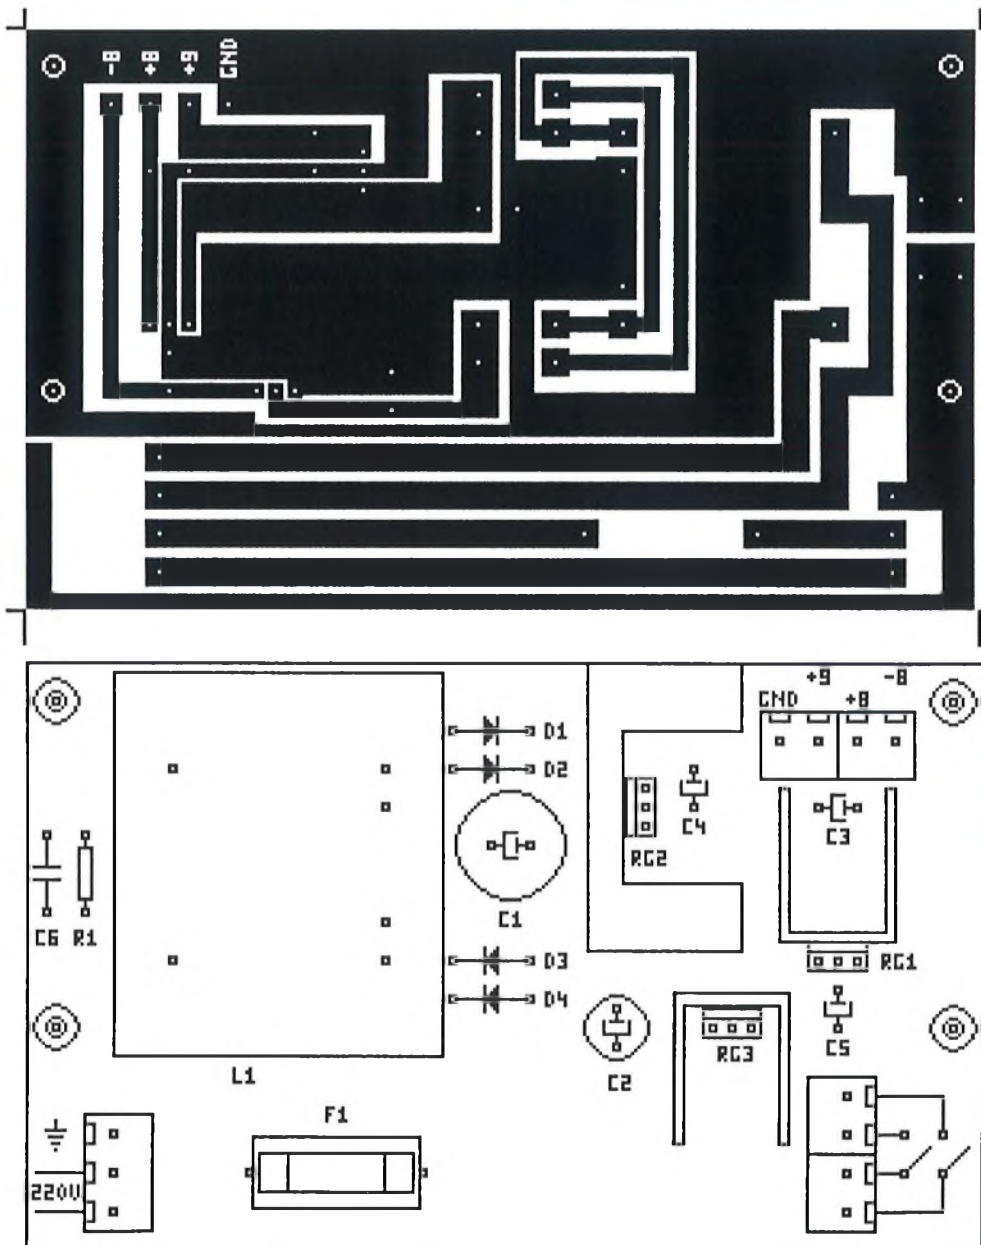 -8 +8 +9 GND
+9 -8
GND +8
D1
D2
C4
C3
RG2
C1
C6 R1
D3
RG1
D4
C5
RG3
C2
L1
F1
220V